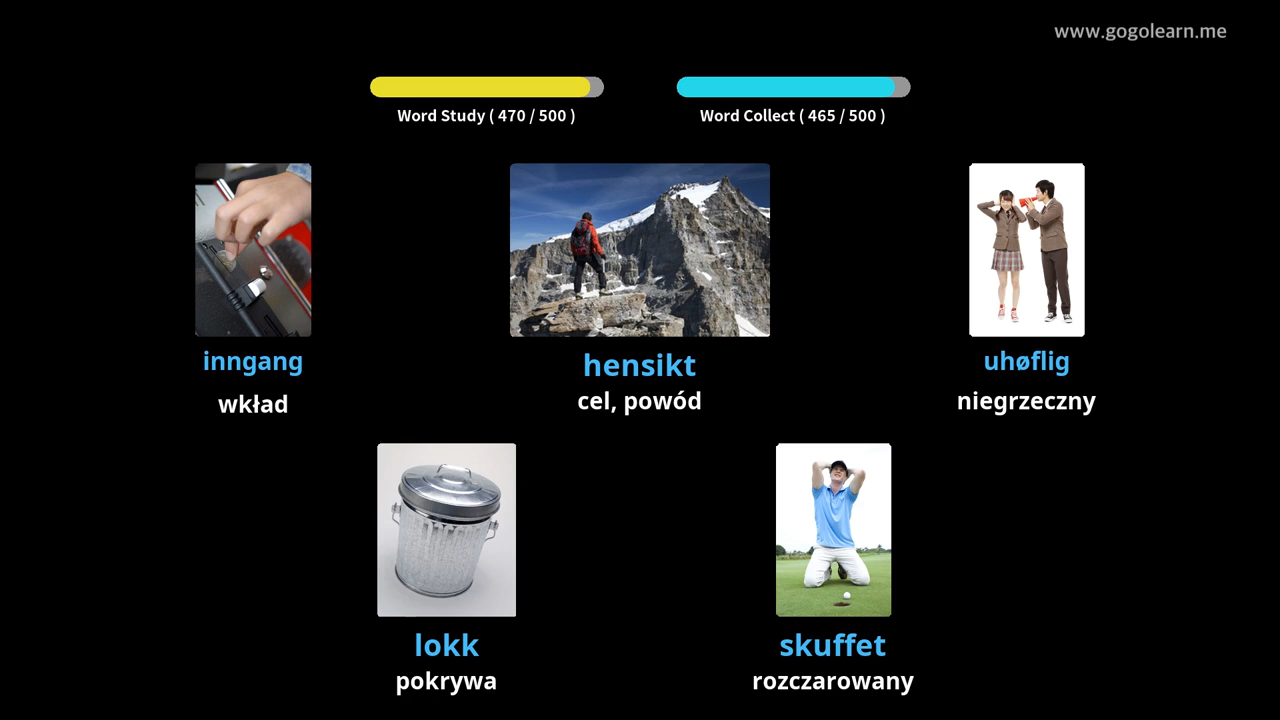 www.gogolearn.me
Word Study ( 470 / 500 )
Word Collect ( 465 / 500 )
inngang
wkład
hensikt
cel, powód
uhøflig
niegrzeczny
lokk
pokrywa
skuffet
rozczarowany